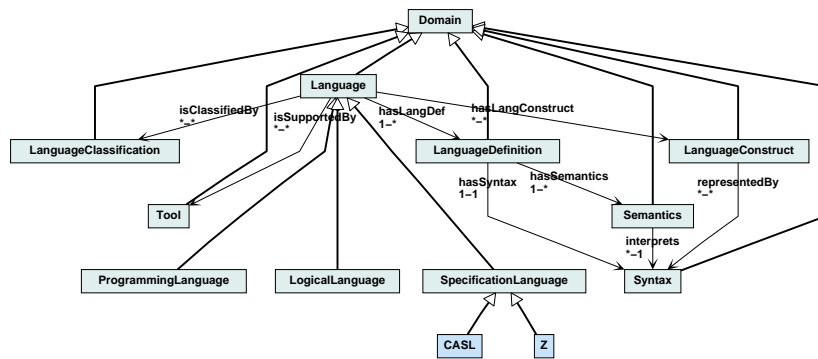 Domain
Language
isClassifiedBy
*–*
isSupportedBy
*–*
hasLangDef
1–*
hasLangConstruct
*–*
LanguageClassification
LanguageDefinition
LanguageConstruct
hasSyntax
1–1
hasSemantics
1–*
representedBy
*–*
Tool
Semantics
interprets
*–1
ProgrammingLanguage
LogicalLanguage
SpecificationLanguage
Syntax
CASL
Z